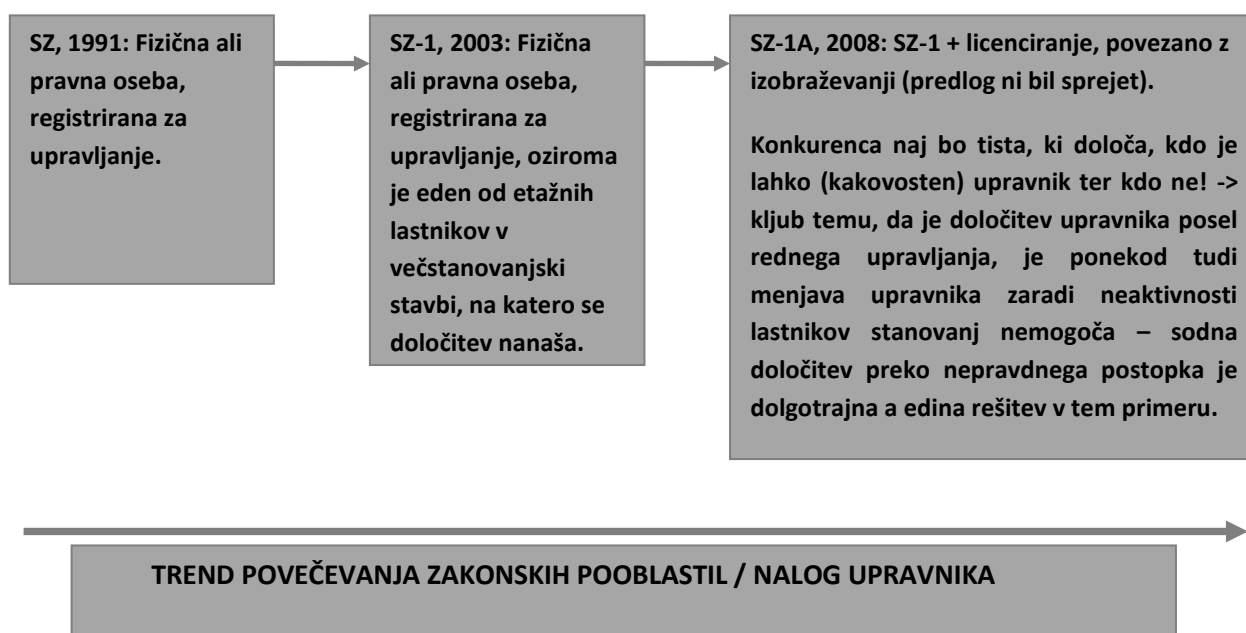 SZ, 1991: Fizična ali
pravna oseba,
registrirana za
upravljanje.
SZ-1, 2003: Fizična
ali pravna oseba,
registrirana za
upravljanje, oziroma
je eden od etažnih
lastnikov v
večstanovanjski
stavbi, na katero se
določitev nanaša.
SZ-1A, 2008: SZ-1 + licenciranje, povezano z
izobraževanji (predlog ni bil sprejet).
Konkurenca naj bo tista, ki določa, kdo je
lahko (kakovosten) upravnik ter kdo ne! ->
kljub temu, da je določitev upravnika posel
rednega upravljanja, je ponekod tudi
menjava upravnika zaradi neaktivnosti
lastnikov stanovanj nemogoča – sodna
določitev preko nepravdnega postopka je
dolgotrajna a edina rešitev v tem primeru.
TREND POVEČEVANJA ZAKONSKIH POOBLASTIL / NALOG UPRAVNIKA